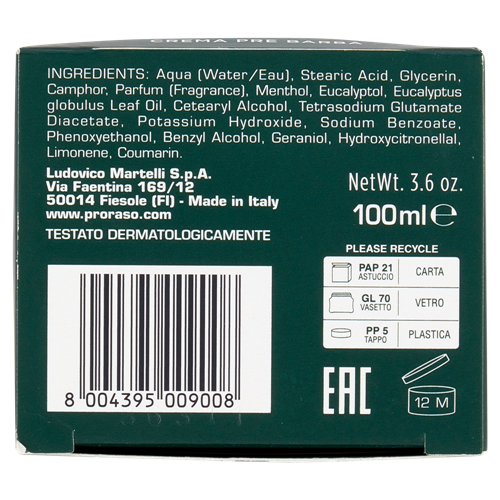 CREMA PRE BARBA
INGREDIENTS: Aqua (Water/Eau), Stearic Acid, Glycerin,
Camphor, Parfum (Fragrance), Menthol, Eucalyptol, Eucalyptus
globulus Leaf Oil, Cetearyl Alcohol, Tetrasodium Glutamate
Diacetate, Potassium Hydroxide, Sodium Benzoate,
Phenoxyethanol, Benzyl Alcohol, Geraniol, Hydroxycitronellal,
Limonene, Coumarin.
Ludovico Martelli S.p.A.
Via Faentina 169/12
50014 Fiesole (FI) - Made in Italy
www.proraso.com
TESTATO DERMATOLOGICAMENTE
NetWt. 3.6 oz.
100ml ℮
PLEASE RECYCLE
PAP 21 ASTUCCIO CARTA
GL 70 VASETTO VETRO
PP 5 TAPPO PLASTICA
8 004395 009008
EAC
12 M